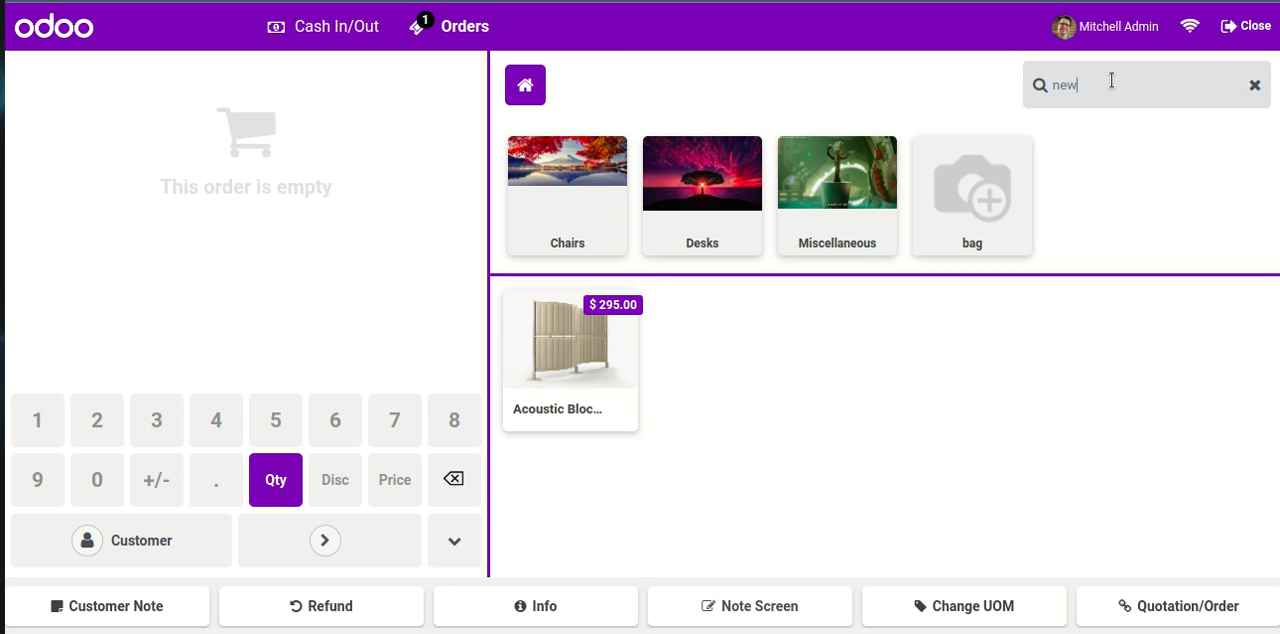 odoo
Cash In/Out
1
Orders
Mitchell Admin
Close
This order is empty
new
Chairs
Desks
Miscellaneous
bag
$ 295.00
Acoustic Bloc...
1 2 3 4 5 6 7 8
9 0 +/- . Qty Disc Price
Customer
Customer Note
Refund
Info
Note Screen
Change UOM
Quotation/Order